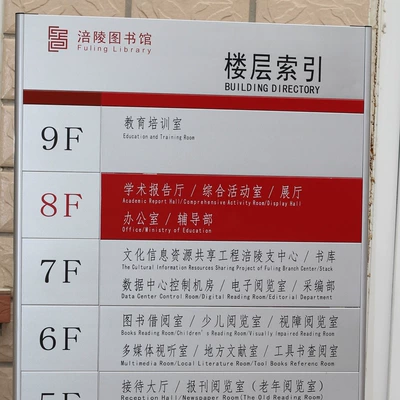 涪陵图书馆
Fuling Library
楼层索引
BUILDING DIRECTORY
9F
教育培训室
Education and Training Room
8F
学术报告厅 / 综合活动室 / 展厅
Academic Report Hall/Comprehensive Activity Room/Display Hall
办公室 / 辅导部
Office/Ministry of Education
7F
文化信息资源共享工程涪陵支中心 / 书库
The Cultural Information Resources Sharing Project of Fuling Branch Center/Stack
数据中心控制机房 / 电子阅览室 / 采编部
Data Center Control Room/Digital Reading Room/Editorial Department
6F
图书借阅室 / 少儿阅览室 / 视障阅览室
Books Reading Room/Children's Reading Room/Visually Impaired Reading Room
多媒体视听室 / 地方文献室 / 工具书查阅室
Multimedia Room/Local Literature Room/Tool Books Referenc Room
5F
接待大厅 / 报刊阅览室 (老年阅览室)
Reception Hall/Newspaper Room(The Old Reading Room)